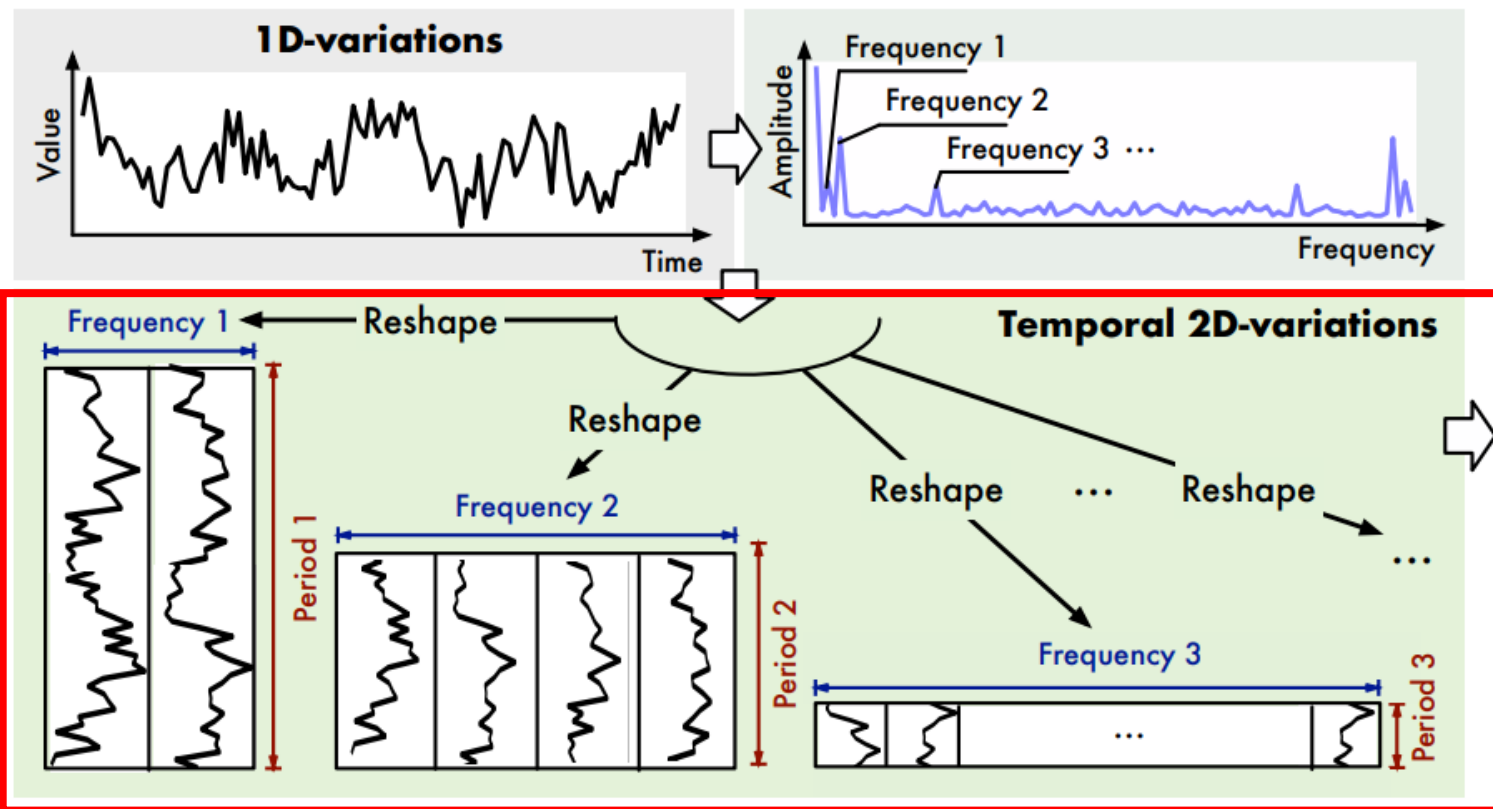 1D-variations
Value
Time
Frequency 1
Frequency 2
Frequency 3 ...
Amplitude
Frequency
Temporal 2D-variations
Frequency 1
Reshape
Reshape
Reshape
...
Reshape
...
Frequency 2
Period 1
Period 2
Frequency 3
...
Period 3